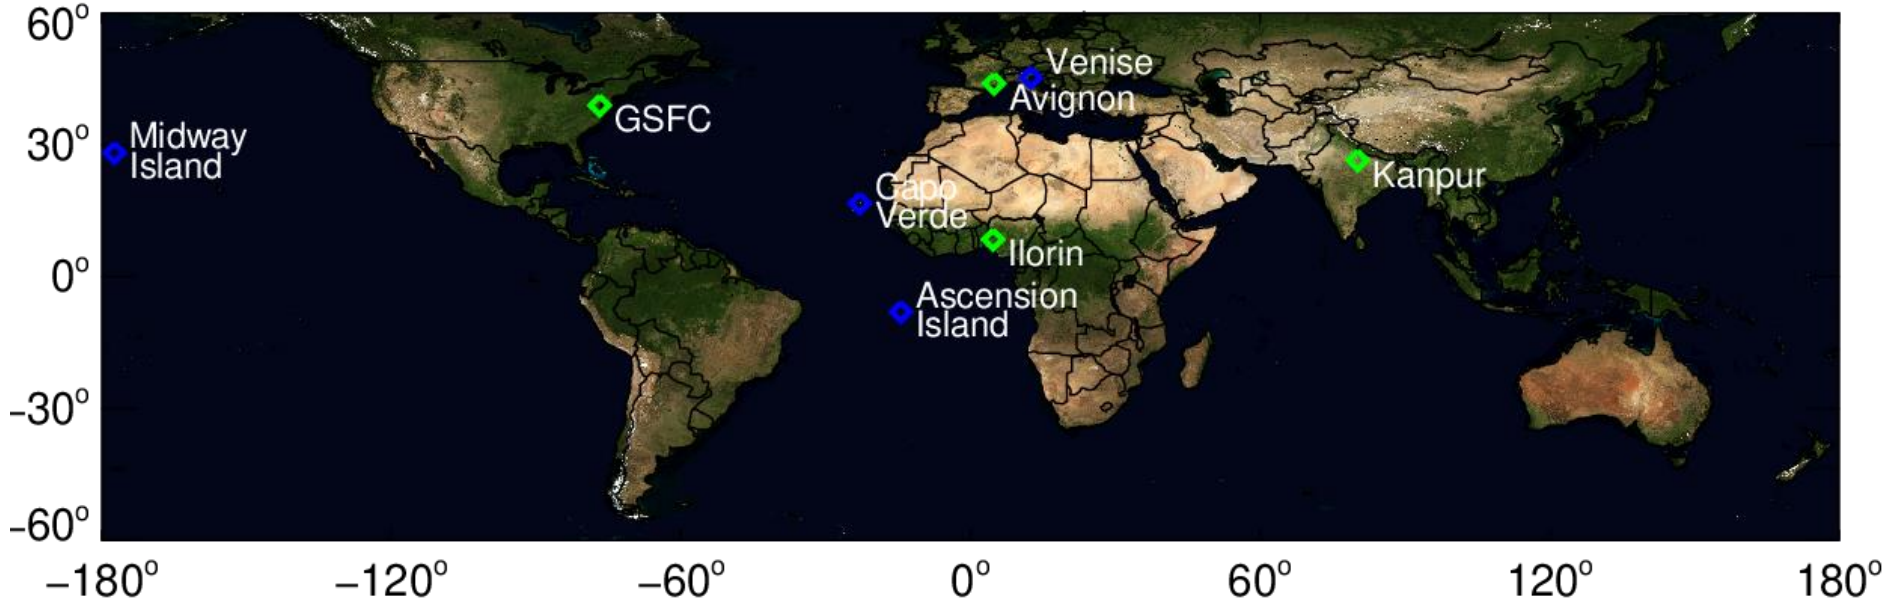 60°
30°
0°
−30°
−60°
Midway
Island
GSFC
Venise
Avignon
Capo
Verde
Ilorin
Ascension
Island
Kanpur
−180°
−120°
−60°
0°
60°
120°
180°